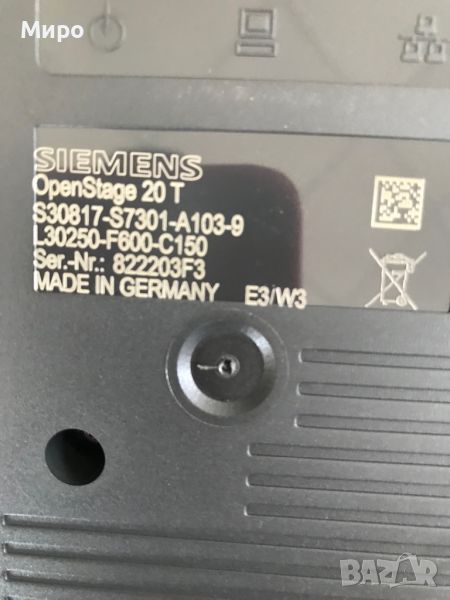 Миро
SIEMENS
OpenStage 20 T
S30817-S7301-A103-9
L30250-F600-C150
Ser.-Nr.: 822203F3
MADE IN GERMANY E3/W3
BAZAR